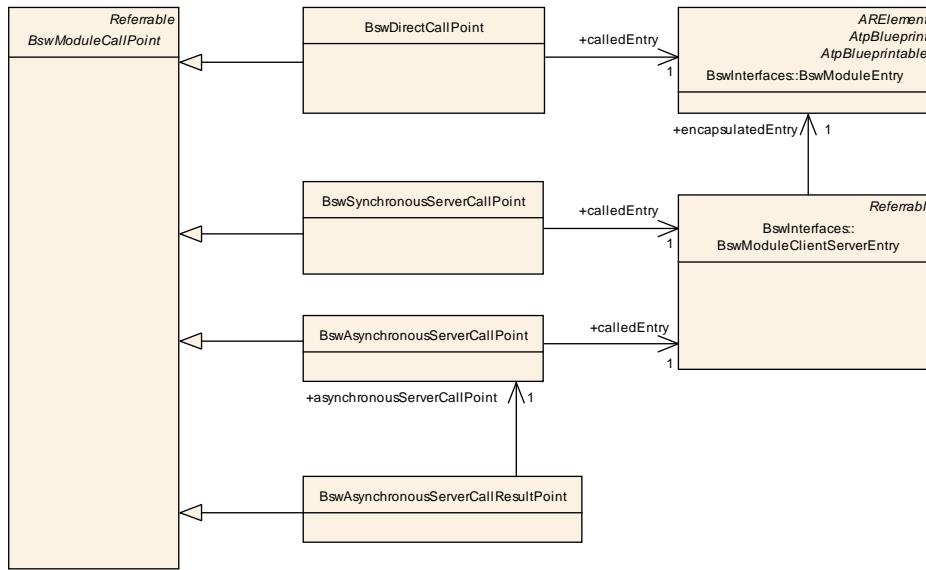 Referrable
BswModuleCallPoint
BswDirectCallPoint
+calledEntry
1
ARElement
AtpBlueprint
AtpBlueprintable
BswInterfaces::BswModuleEntry
+encapsulatedEntry
1
BswSynchronousServerCallPoint
+calledEntry
1
Referrabl
BswInterfaces::
BswModuleClientServerEntry
BswAsynchronousServerCallPoint
+calledEntry
1
+asynchronousServerCallPoint
1
BswAsynchronousServerCallResultPoint